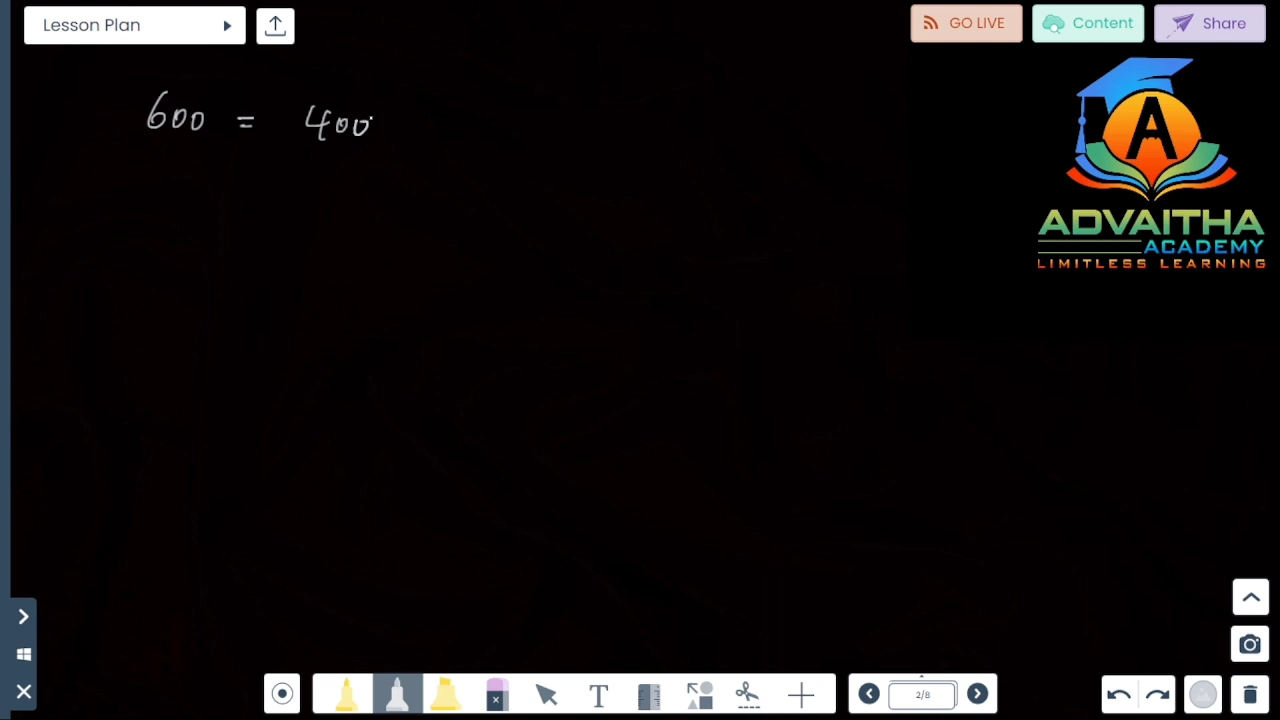 Lesson Plan
GO LIVE
Content
Share
600 = 400
A
ADVAITHA
ACADEMY
LIMITLESS LEARNING
2/8
T